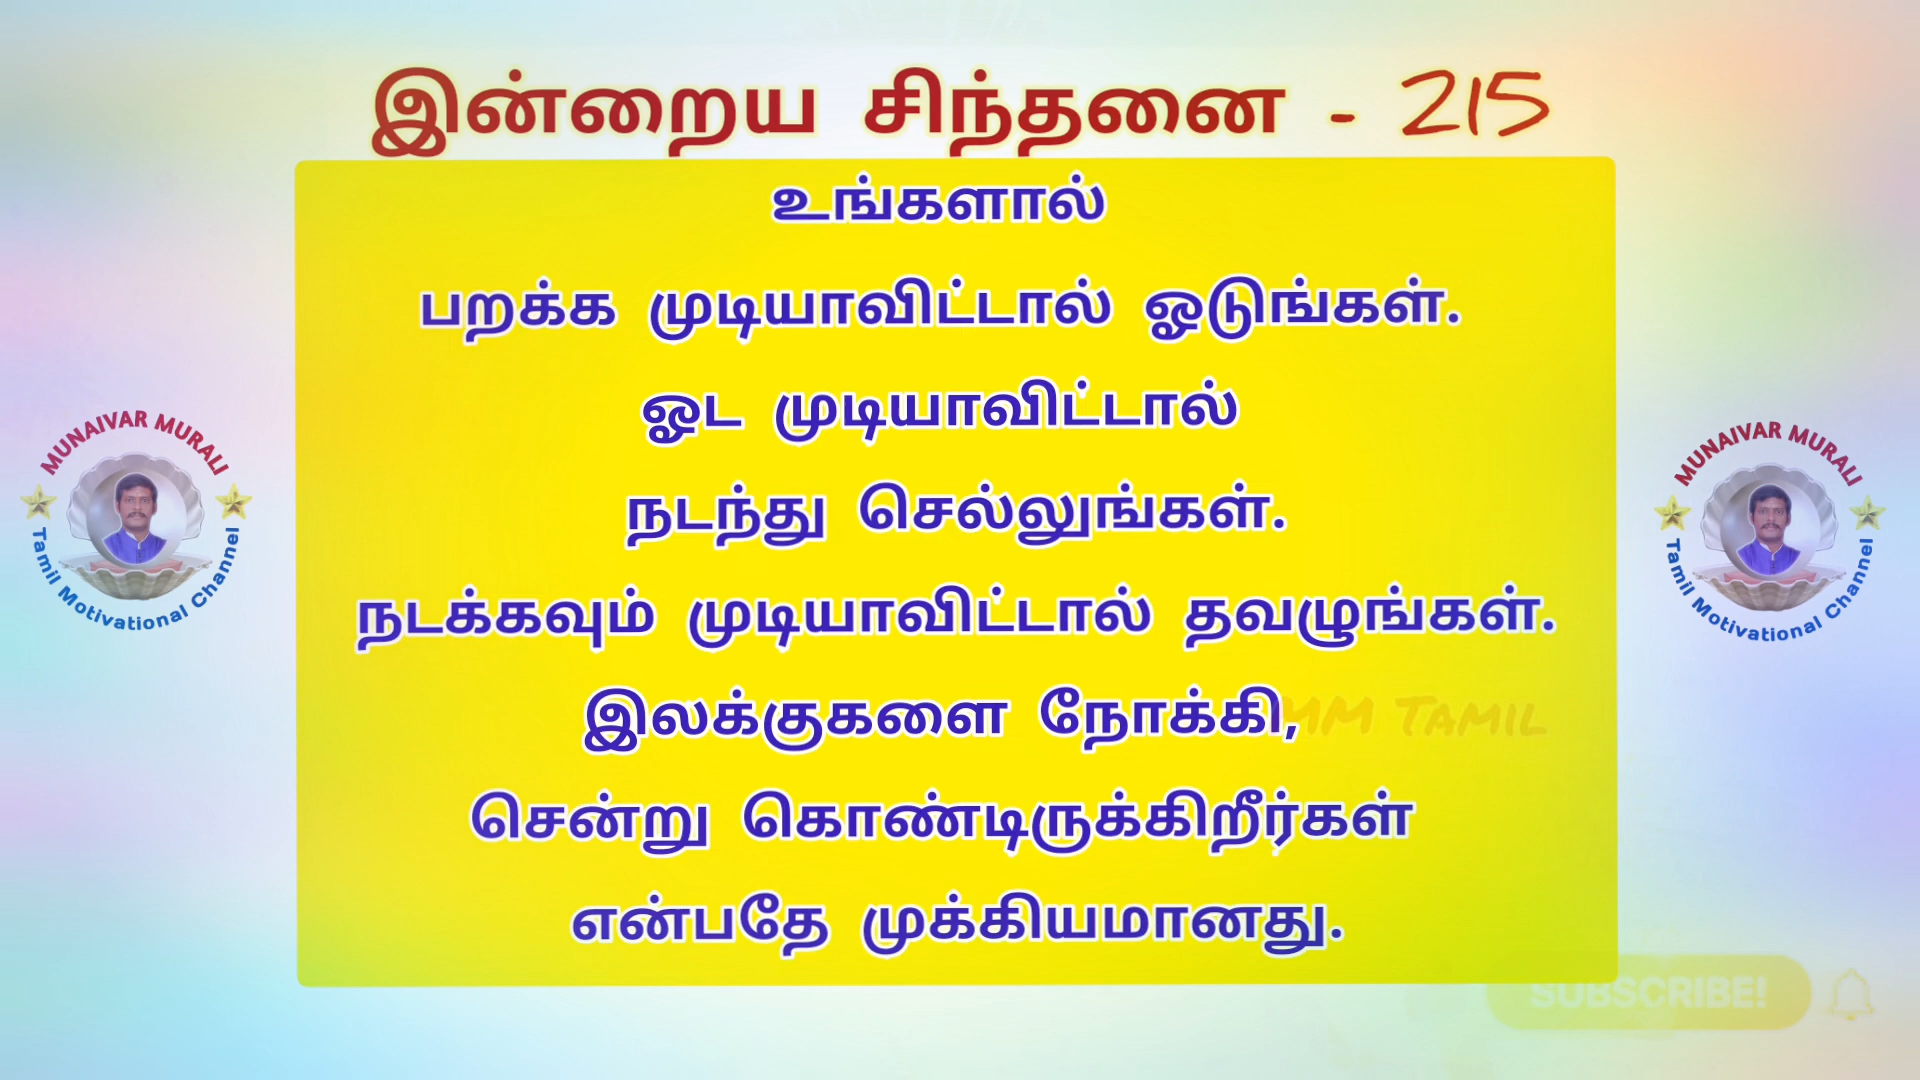 இன்றைய சிந்தனை - 215
உங்களால்
பறக்க முடியாவிட்டால் ஓடுங்கள்.
ஓட முடியாவிட்டால்
நடந்து செல்லுங்கள்.
நடக்கவும் முடியாவிட்டால் தவழுங்கள்.
இலக்குகளை நோக்கி,
சென்று கொண்டிருக்கிறீர்கள்
என்பதே முக்கியமானது.
MUNAIVAR MURALI
Tamil Motivational Channel
MUNAIVAR MURALI
Tamil Motivational Channel
TAMIL
SUBSCRIBE!